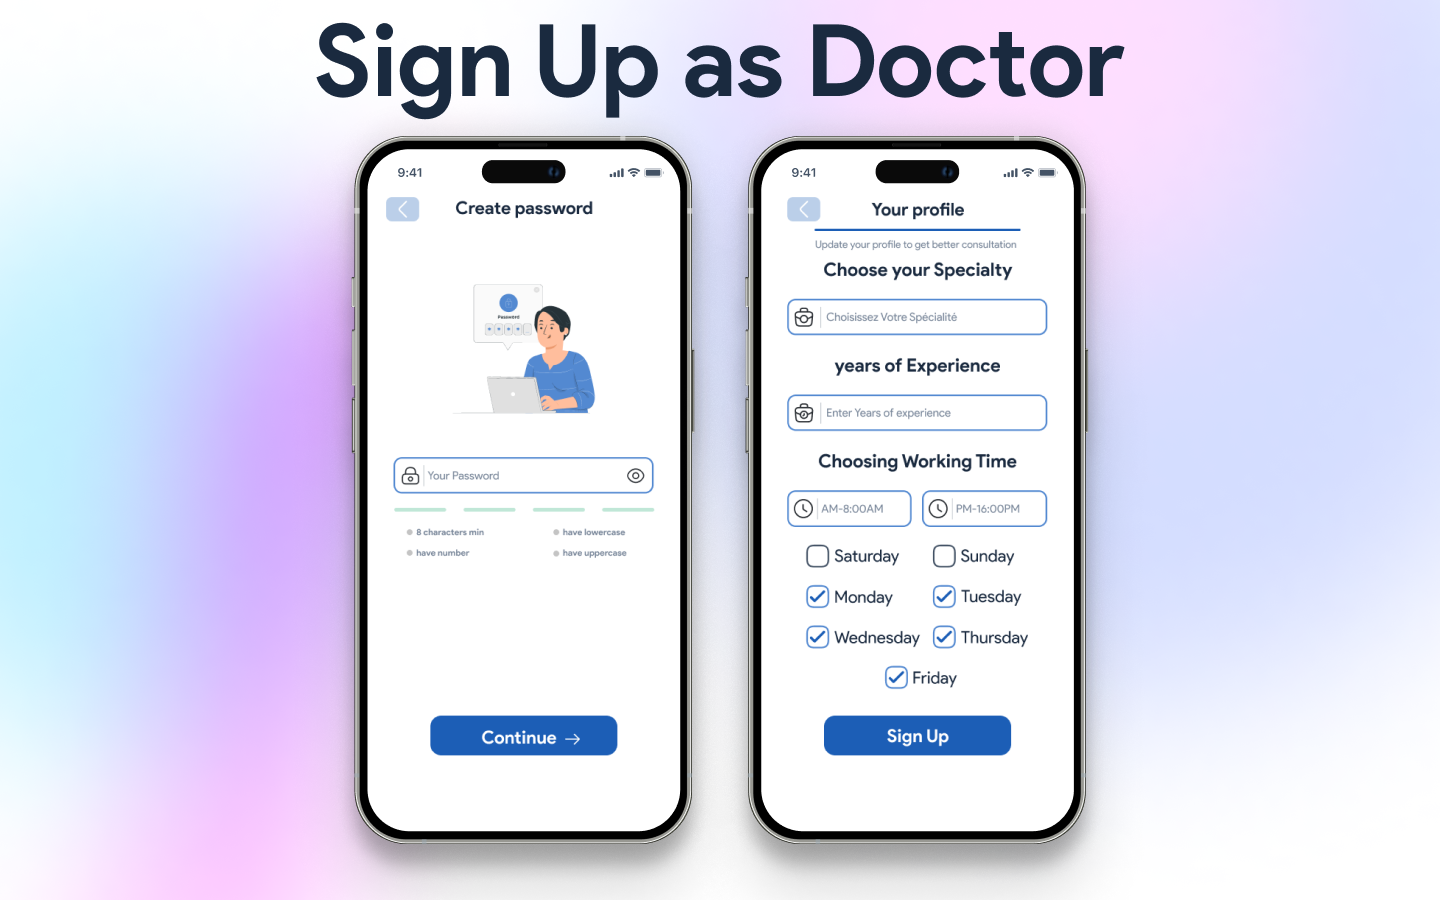 Sign Up as Doctor
9:41
Create password
Password
Your Password
8 characters min
have lowercase
have number
have uppercase
Continue →
9:41
Your profile
Update your profile to get better consultation
Choose your Specialty
Choisissez Votre Spécialité
years of Experience
Enter Years of experience
Choosing Working Time
AM-8:00AM
PM-16:00PM
Saturday
Sunday
Monday
Tuesday
Wednesday
Thursday
Friday
Sign Up